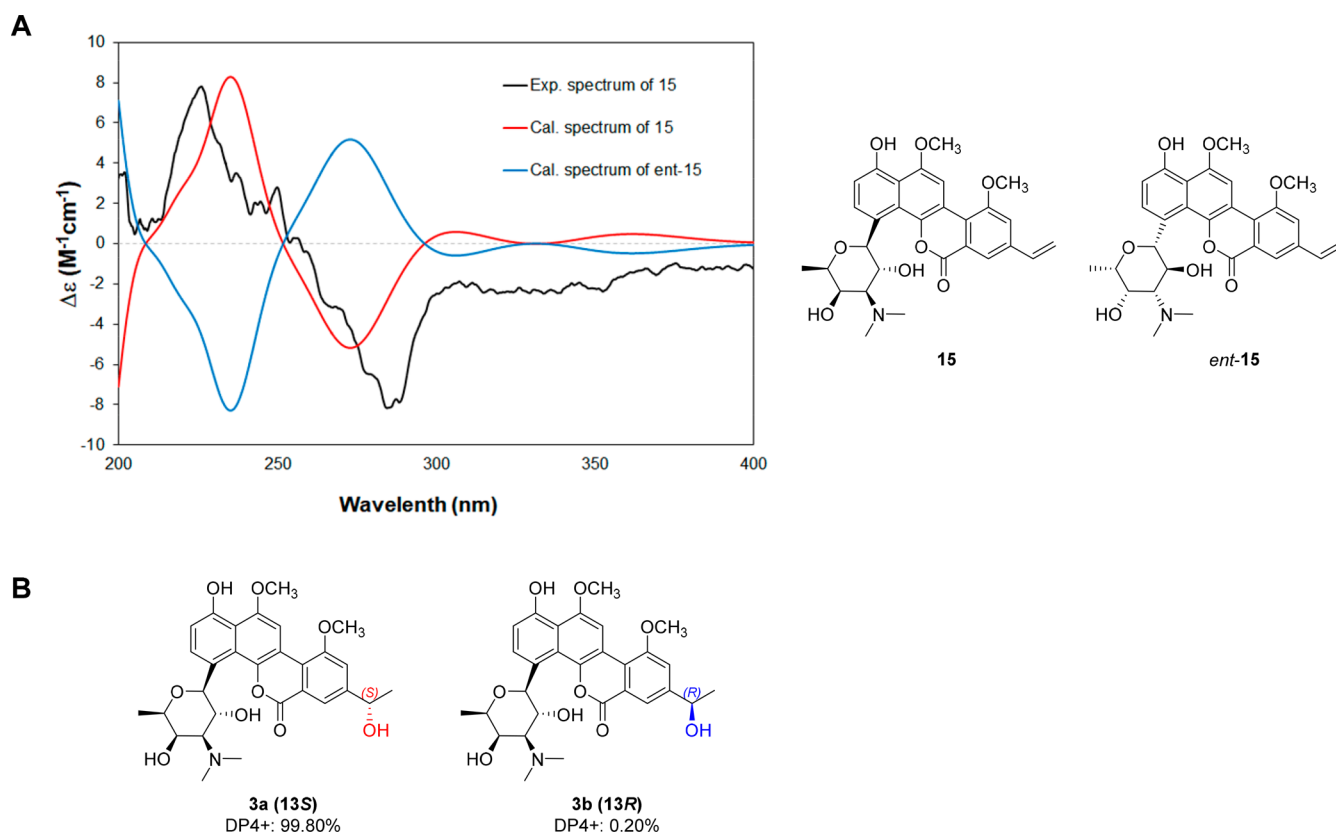 A
10
8
6
4
2
0
-2
-4
-6
-8
-10
Δε (M⁻¹cm⁻¹)
Exp. spectrum of 15
Cal. spectrum of 15
Cal. spectrum of ent-15
200
250
300
350
400
Wavelenth (nm)
OH
OCH3
OCH3
O
OH
O
O
HO
N
15
OH
OCH3
OCH3
O
OH
O
O
HO
N
ent-15
B
OH
OCH3
OCH3
O
OH
O
O
(S)
OH
HO
N
3a (13S)
DP4+: 99.80%
OH
OCH3
OCH3
O
OH
O
O
(R)
OH
HO
N
3b (13R)
DP4+: 0.20%